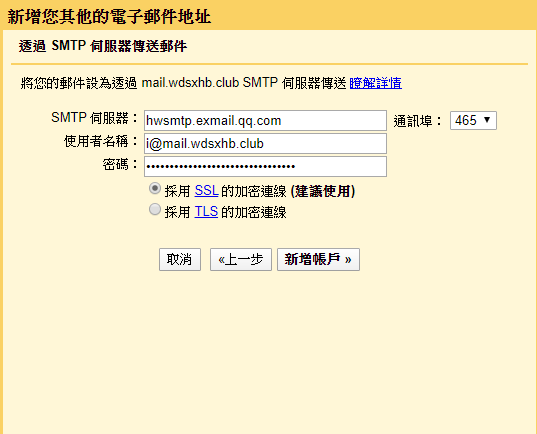 新增您其他的電子郵件地址
透過 SMTP 伺服器傳送郵件
將您的郵件設為透過 mail.wdsxhb.club SMTP 伺服器傳送 瞭解詳情
SMTP 伺服器： hwsmtp.exmail.qq.com 通訊埠： 465
使用者名稱： i@mail.wdsxhb.club
密碼： ••••••••••••••••••••••••••••••••
採用 SSL 的加密連線 (建議使用)
採用 TLS 的加密連線
取消 «上一步 新增帳戶 »